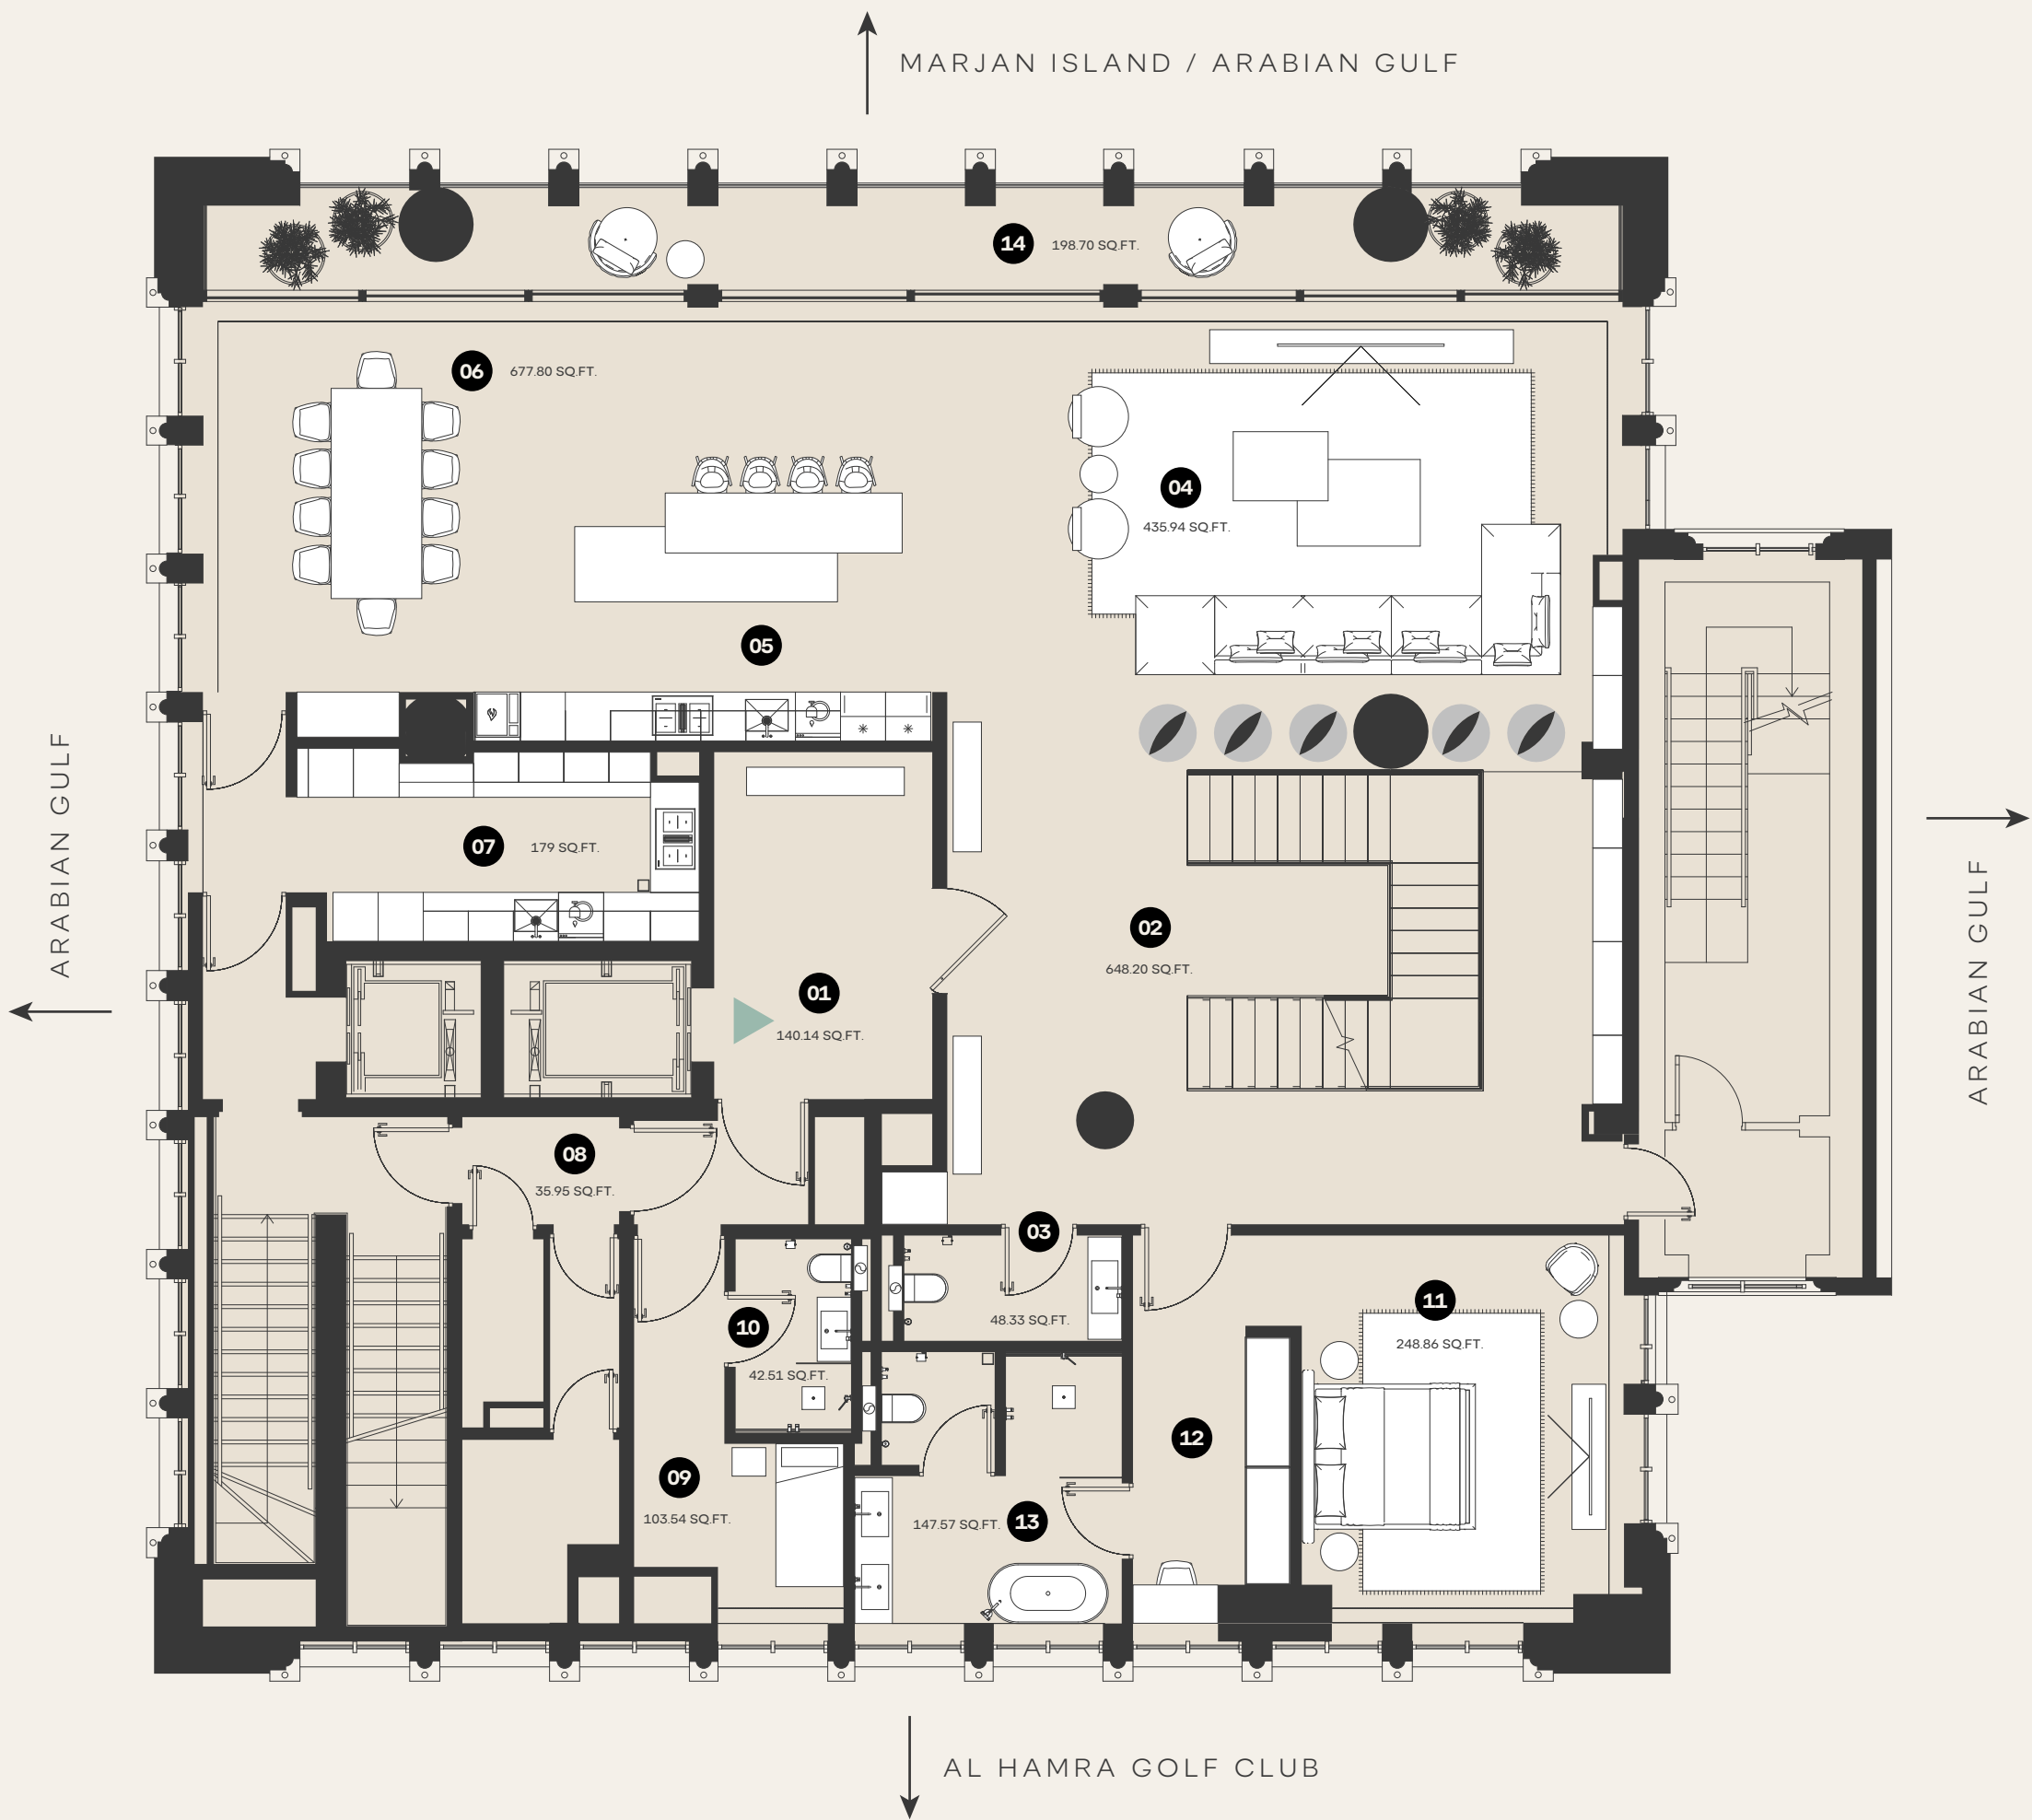 MARJAN ISLAND / ARABIAN GULF
14 198.70 SQ.FT.
06 677.80 SQ.FT.
04
435.94 SQ.FT.
05
ARABIAN GULF
07 179 SQ.FT.
02
648.20 SQ.FT.
ARABIAN GULF
01
140.14 SQ.FT.
08
35.95 SQ.FT.
03
48.33 SQ.FT.
10
42.51 SQ.FT.
11
248.86 SQ.FT.
12
09
103.54 SQ.FT.
147.57 SQ.FT. 13
AL HAMRA GOLF CLUB